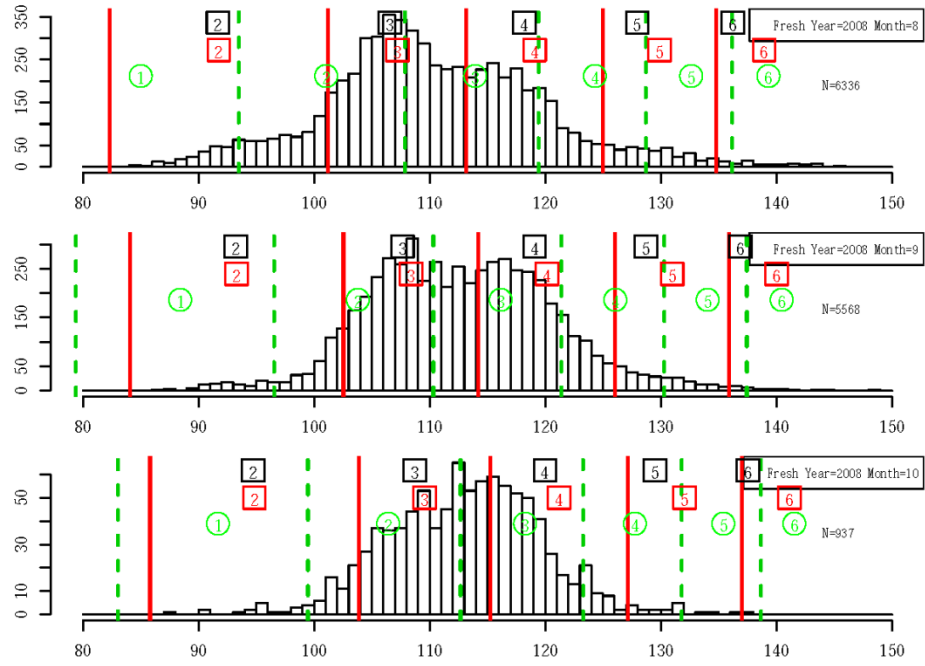 350
250
150
50
0
2 3 4 5 6 Fresh Year=2008 Month=8
2 3 4 5 6
1 2 3 4 5 6 N=6336
80 90 100 110 120 130 140 150
250
150
50
0
2 3 4 5 6 Fresh Year=2008 Month=9
2 3 4 5 6
1 2 3 4 5 6 N=5568
80 90 100 110 120 130 140 150
50
30
10
0
2 3 4 5 6 Fresh Year=2008 Month=10
2 3 4 5 6
1 2 3 4 5 6 N=937
80 90 100 110 120 130 140 150